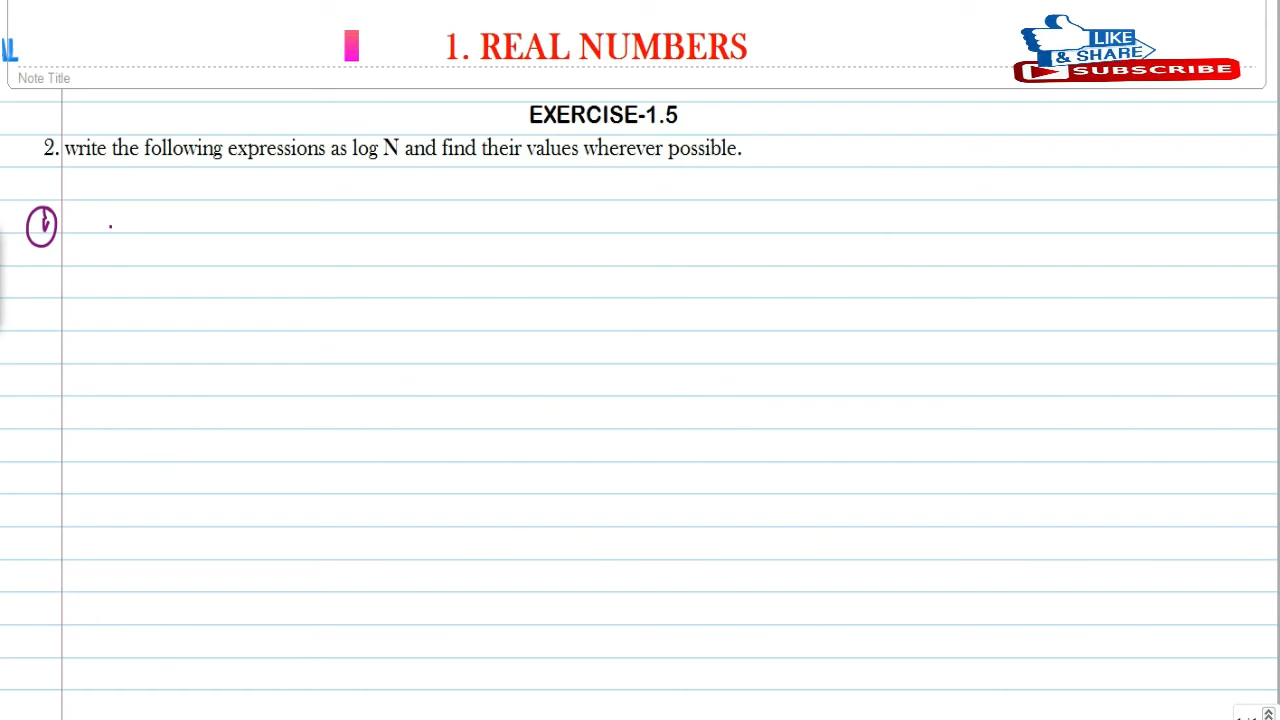 1. REAL NUMBERS
LIKE
& SHARE
SUBSCRIBE
Note Title
EXERCISE-1.5
2. write the following expressions as log N and find their values wherever possible.